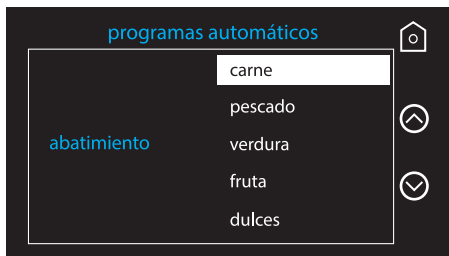 programas automáticos
carne
pescado
abatimiento
verdura
fruta
dulces